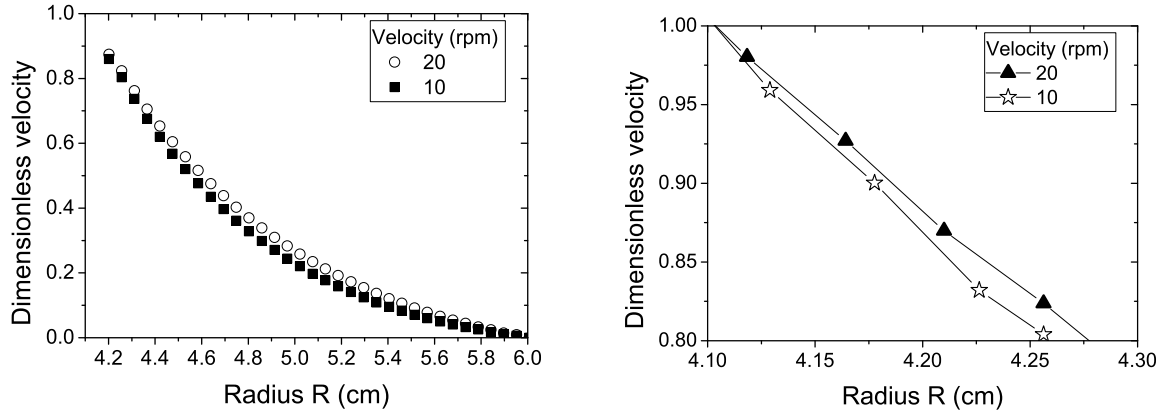 Dimensionless velocity
1.0
0.8
0.6
0.4
0.2
0.0
4.2 4.4 4.6 4.8 5.0 5.2 5.4 5.6 5.8 6.0
Radius R (cm)
Velocity (rpm)
20
10
Dimensionless velocity
1.00
0.95
0.90
0.85
0.80
4.10 4.15 4.20 4.25 4.30
Radius R (cm)
Velocity (rpm)
20
10